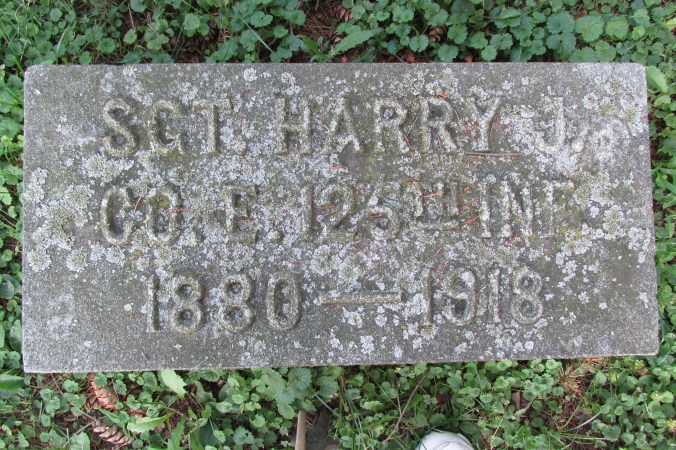 SGT. HARRY J.
CO. E. 125TH INF.
1880 — 1918